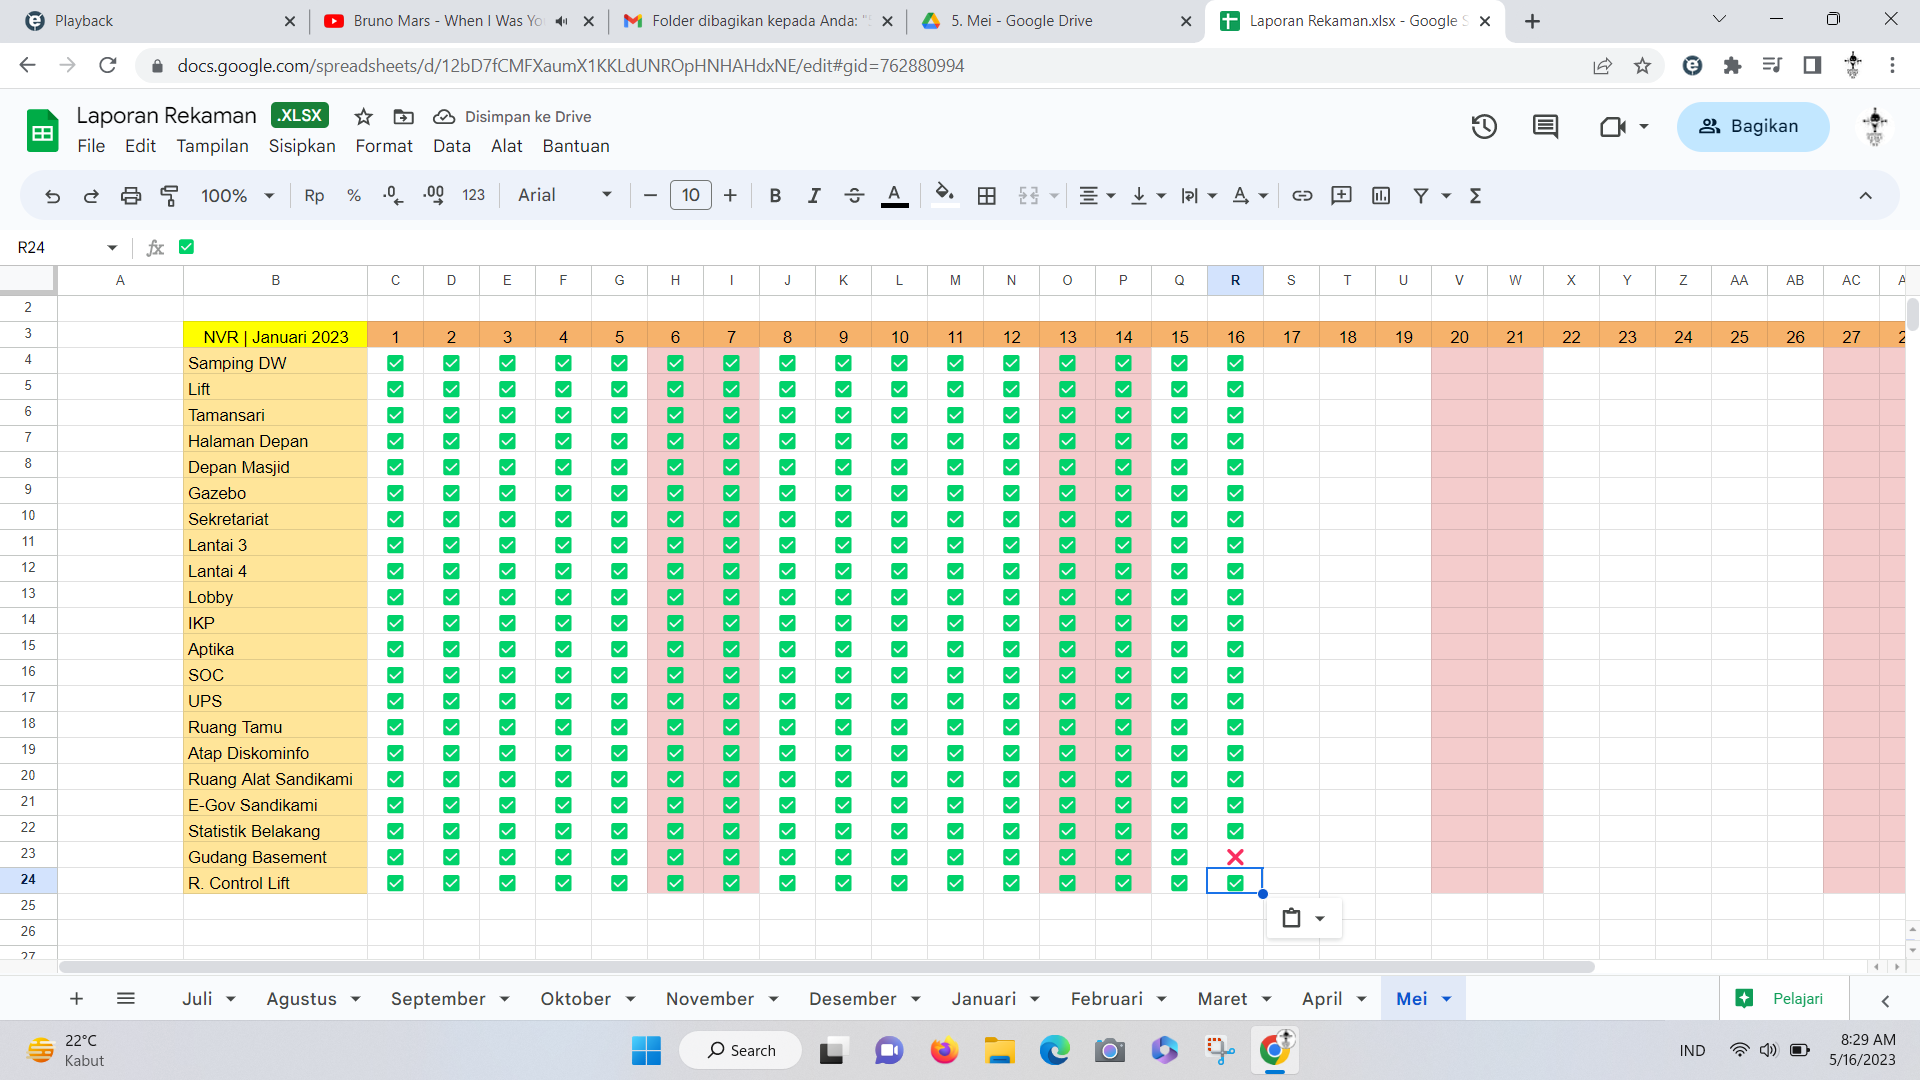 Playback
Bruno Mars - When I Was Yo
Folder dibagikan kepada Anda: "S
5. Mei - Google Drive
Laporan Rekaman.xlsx - Google S
docs.google.com/spreadsheets/d/12bD7fCMFXaumX1KKLdUNROpHNHAHdxNE/edit#gid=762880994
Laporan Rekaman .XLSX Disimpan ke Drive
File Edit Tampilan Sisipkan Format Data Alat Bantuan
Bagikan
100% Rp % .0 .00 123 Arial 10 B I A
R24 fx ✅
A B C D E F G H I J K L M N O P Q R S T U V W X Y Z AA AB AC A
2
3 NVR | Januari 2023 1 2 3 4 5 6 7 8 9 10 11 12 13 14 15 16 17 18 19 20 21 22 23 24 25 26 27 2
4 Samping DW ✅ ✅ ✅ ✅ ✅ ✅ ✅ ✅ ✅ ✅ ✅ ✅ ✅ ✅ ✅ ✅
5 Lift ✅ ✅ ✅ ✅ ✅ ✅ ✅ ✅ ✅ ✅ ✅ ✅ ✅ ✅ ✅ ✅
6 Tamansari ✅ ✅ ✅ ✅ ✅ ✅ ✅ ✅ ✅ ✅ ✅ ✅ ✅ ✅ ✅ ✅
7 Halaman Depan ✅ ✅ ✅ ✅ ✅ ✅ ✅ ✅ ✅ ✅ ✅ ✅ ✅ ✅ ✅ ✅
8 Depan Masjid ✅ ✅ ✅ ✅ ✅ ✅ ✅ ✅ ✅ ✅ ✅ ✅ ✅ ✅ ✅ ✅
9 Gazebo ✅ ✅ ✅ ✅ ✅ ✅ ✅ ✅ ✅ ✅ ✅ ✅ ✅ ✅ ✅ ✅
10 Sekretariat ✅ ✅ ✅ ✅ ✅ ✅ ✅ ✅ ✅ ✅ ✅ ✅ ✅ ✅ ✅ ✅
11 Lantai 3 ✅ ✅ ✅ ✅ ✅ ✅ ✅ ✅ ✅ ✅ ✅ ✅ ✅ ✅ ✅ ✅
12 Lantai 4 ✅ ✅ ✅ ✅ ✅ ✅ ✅ ✅ ✅ ✅ ✅ ✅ ✅ ✅ ✅ ✅
13 Lobby ✅ ✅ ✅ ✅ ✅ ✅ ✅ ✅ ✅ ✅ ✅ ✅ ✅ ✅ ✅ ✅
14 IKP ✅ ✅ ✅ ✅ ✅ ✅ ✅ ✅ ✅ ✅ ✅ ✅ ✅ ✅ ✅ ✅
15 Aptika ✅ ✅ ✅ ✅ ✅ ✅ ✅ ✅ ✅ ✅ ✅ ✅ ✅ ✅ ✅ ✅
16 SOC ✅ ✅ ✅ ✅ ✅ ✅ ✅ ✅ ✅ ✅ ✅ ✅ ✅ ✅ ✅ ✅
17 UPS ✅ ✅ ✅ ✅ ✅ ✅ ✅ ✅ ✅ ✅ ✅ ✅ ✅ ✅ ✅ ✅
18 Ruang Tamu ✅ ✅ ✅ ✅ ✅ ✅ ✅ ✅ ✅ ✅ ✅ ✅ ✅ ✅ ✅ ✅
19 Atap Diskominfo ✅ ✅ ✅ ✅ ✅ ✅ ✅ ✅ ✅ ✅ ✅ ✅ ✅ ✅ ✅ ✅
20 Ruang Alat Sandikami ✅ ✅ ✅ ✅ ✅ ✅ ✅ ✅ ✅ ✅ ✅ ✅ ✅ ✅ ✅ ✅
21 E-Gov Sandikami ✅ ✅ ✅ ✅ ✅ ✅ ✅ ✅ ✅ ✅ ✅ ✅ ✅ ✅ ✅ ✅
22 Statistik Belakang ✅ ✅ ✅ ✅ ✅ ✅ ✅ ✅ ✅ ✅ ✅ ✅ ✅ ✅ ✅ ✅
23 Gudang Basement ✅ ✅ ✅ ✅ ✅ ✅ ✅ ✅ ✅ ✅ ✅ ✅ ✅ ✅ ✅ ❌
24 R. Control Lift ✅ ✅ ✅ ✅ ✅ ✅ ✅ ✅ ✅ ✅ ✅ ✅ ✅ ✅ ✅ ✅
25
26
27
Juli Agustus September Oktober November Desember Januari Februari Maret April Mei Pelajari
22°C
Kabut
Search
IND
8:29 AM
5/16/2023